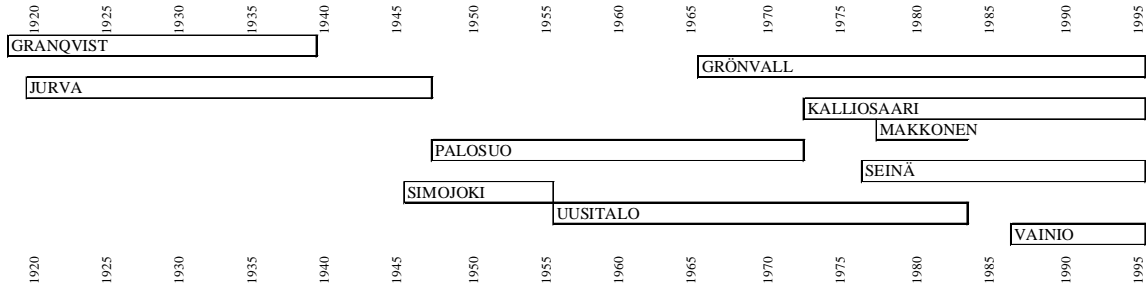 1920 1925 1930 1935 1940 1945 1950 1955 1960 1965 1970 1975 1980 1985 1990 1995
GRANQVIST
GRÖNVALL
JURVA
KALLIOSAARI
MAKKONEN
PALOSUO
SEINÄ
SIMOJOKI
UUSITALO
VAINIO
1920 1925 1930 1935 1940 1945 1950 1955 1960 1965 1970 1975 1980 1985 1990 1995